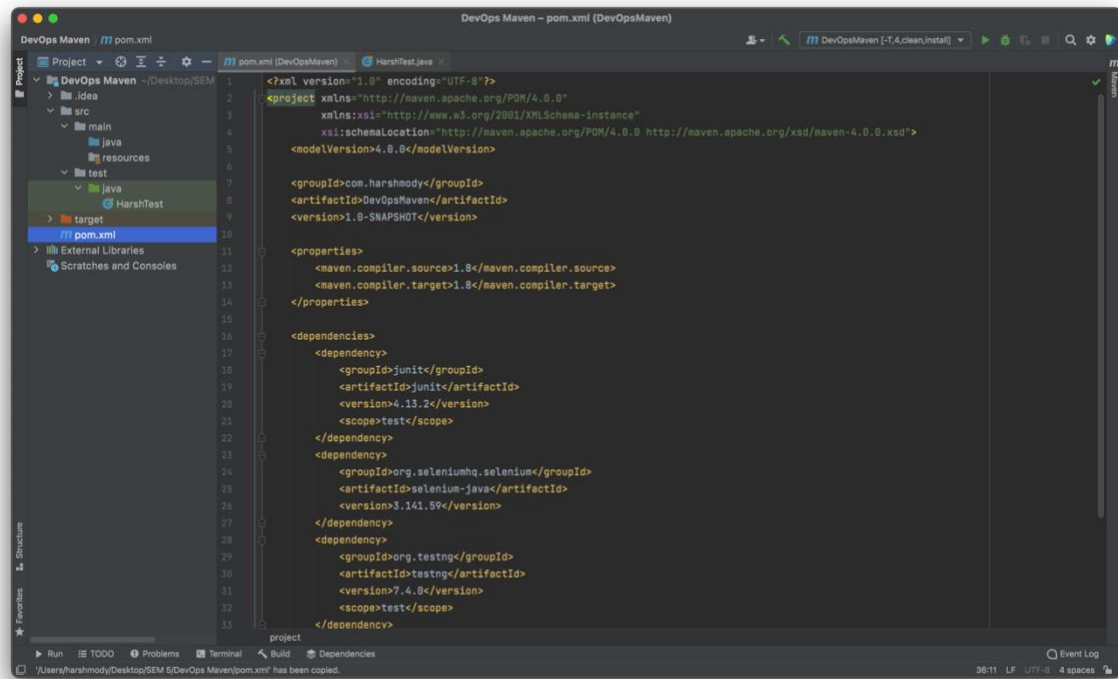 DevOps Maven – pom.xml (DevOpsMaven)
DevOps Maven › pom.xml
DevOpsMaven [-T,4,clean,install]
Project
pom.xml (DevOpsMaven)
HarshTest.java
Project
Maven
DevOps Maven ~/Desktop/SEM
.idea
src
main
java
resources
test
java
HarshTest
target
pom.xml
External Libraries
Scratches and Consoles
1 <?xml version="1.0" encoding="UTF-8"?>
2 <project xmlns="http://maven.apache.org/POM/4.0.0"
3 xmlns:xsi="http://www.w3.org/2001/XMLSchema-instance"
4 xsi:schemaLocation="http://maven.apache.org/POM/4.0.0 http://maven.apache.org/xsd/maven-4.0.0.xsd">
5 <modelVersion>4.0.0</modelVersion>
6
7 <groupId>com.harshmody</groupId>
8 <artifactId>DevOpsMaven</artifactId>
9 <version>1.0-SNAPSHOT</version>
10
11 <properties>
12 <maven.compiler.source>1.8</maven.compiler.source>
13 <maven.compiler.target>1.8</maven.compiler.target>
14 </properties>
15
16 <dependencies>
17 <dependency>
18 <groupId>junit</groupId>
19 <artifactId>junit</artifactId>
20 <version>4.13.2</version>
21 <scope>test</scope>
22 </dependency>
23 <dependency>
24 <groupId>org.seleniumhq.selenium</groupId>
25 <artifactId>selenium-java</artifactId>
26 <version>3.141.59</version>
27 </dependency>
28 <dependency>
29 <groupId>org.testng</groupId>
30 <artifactId>testng</artifactId>
31 <version>7.4.0</version>
32 <scope>test</scope>
33 </dependency>
project
Structure
Favorites
Run TODO Problems Terminal Build Dependencies Event Log
'/Users/harshmody/Desktop/SEM 5/DevOps Maven/pom.xml' has been copied. 36:11 LF UTF-8 4 spaces